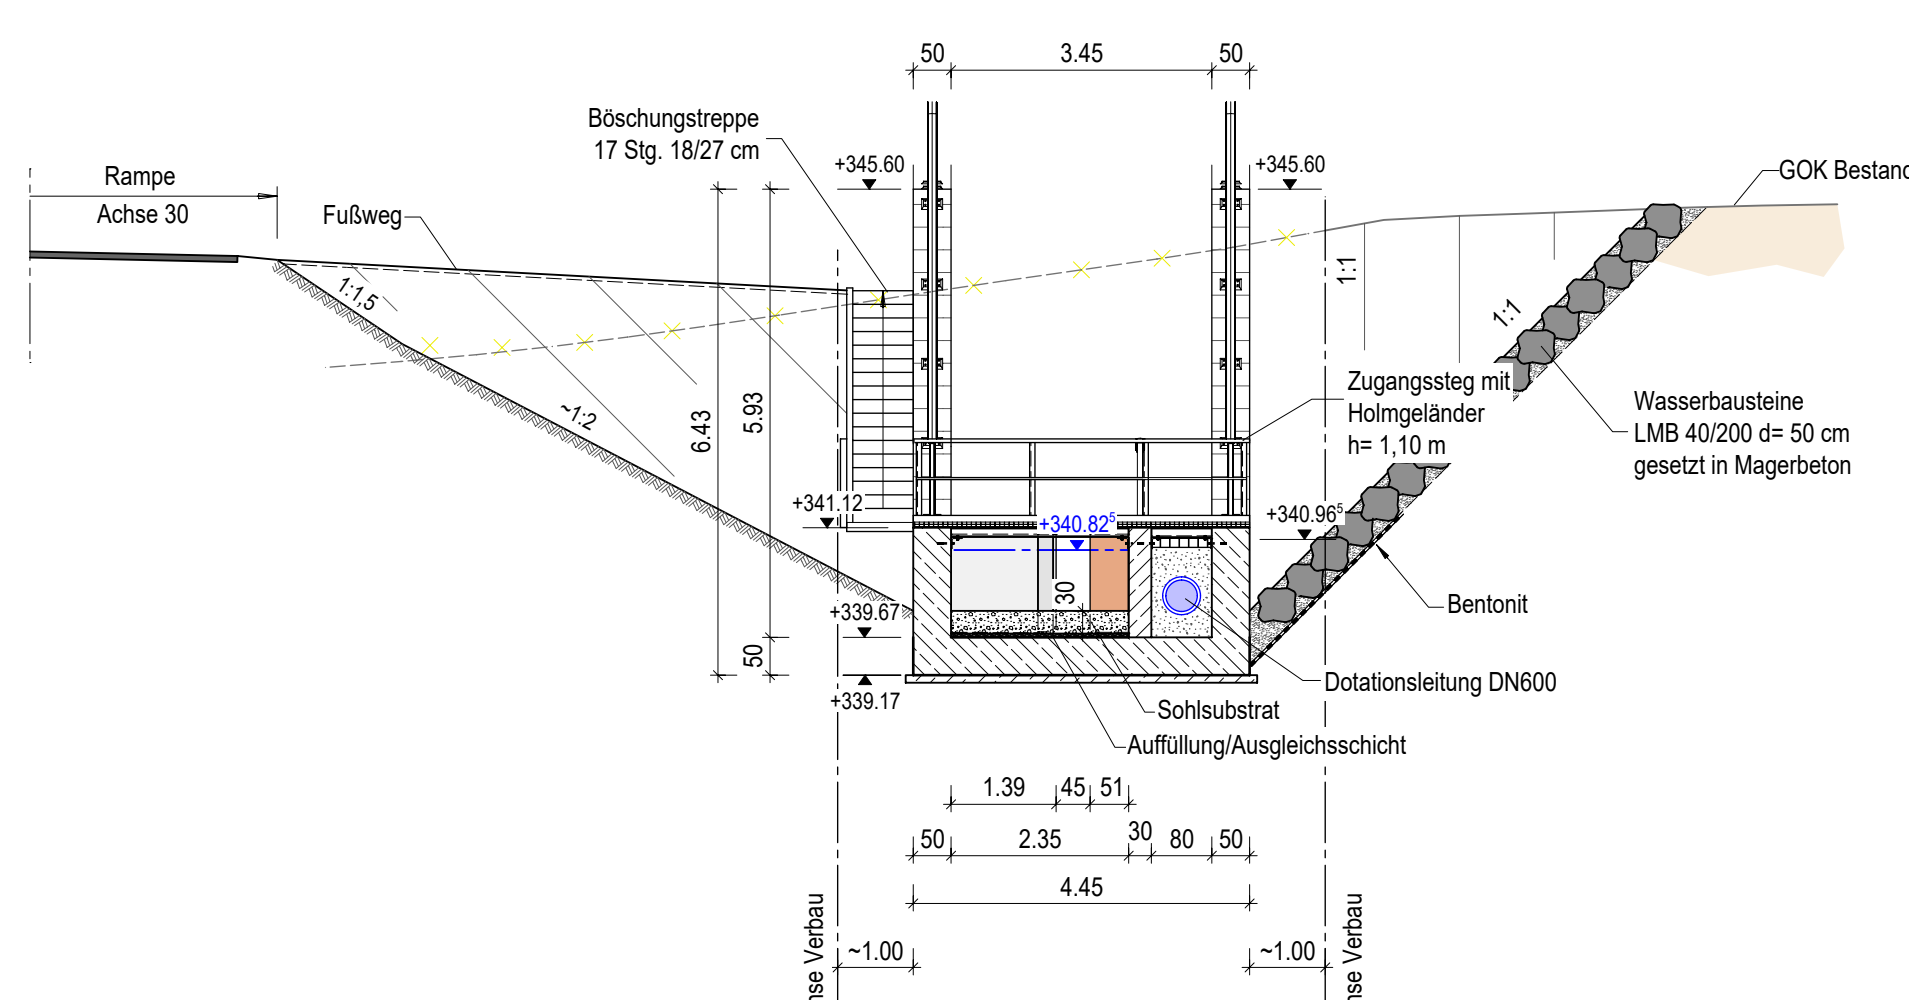 50
3.45
50
Böschungstreppe
17 Stg. 18/27 cm
+345.60
+345.60
GOK Bestand
Rampe
Achse 30
Fußweg
1:1,5
~1:2
1:1
1:1
6.43
5.93
50
Zugangssteg mit
Holmgeländer
h= 1,10 m
Wasserbausteine
LMB 40/200 d= 50 cm
gesetzt in Magerbeton
+341.12
+340.82⁵
+340.96⁵
30
Bentonit
+339.67
+339.17
Dotationsleitung DN600
Sohlsubstrat
Auffüllung/Ausgleichsschicht
1.39
45
51
50
2.35
30
80
50
4.45
~1.00
~1.00
Verbau
Verbau